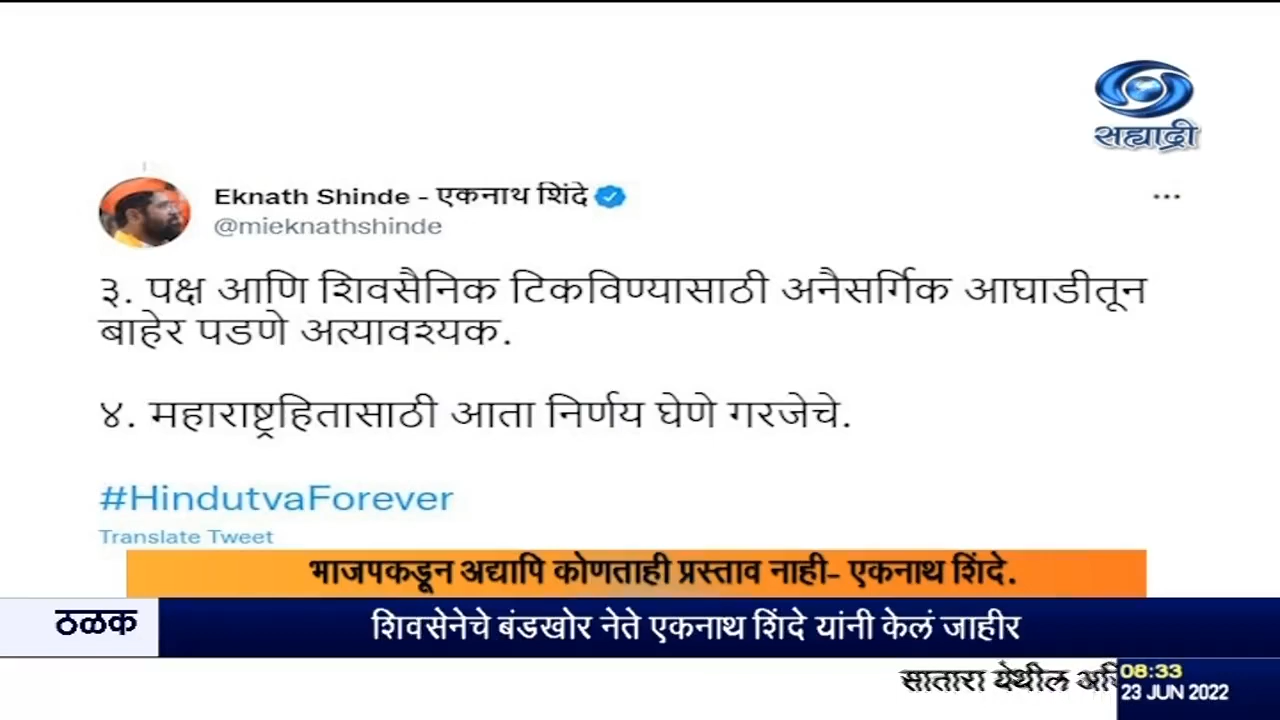 सह्याद्री
Eknath Shinde - एकनाथ शिंदे
@mieknathshinde
३. पक्ष आणि शिवसैनिक टिकविण्यासाठी अनैसर्गिक आघाडीतून
बाहेर पडणे अत्यावश्यक.
४. महाराष्ट्रहितासाठी आता निर्णय घेणे गरजेचे.
#HindutvaForever
Translate Tweet
भाजपकडून अद्यापि कोणताही प्रस्ताव नाही- एकनाथ शिंदे.
ठळक
शिवसेनेचे बंडखोर नेते एकनाथ शिंदे यांनी केलं जाहीर
सातारा येथील
08:33
23 JUN 2022